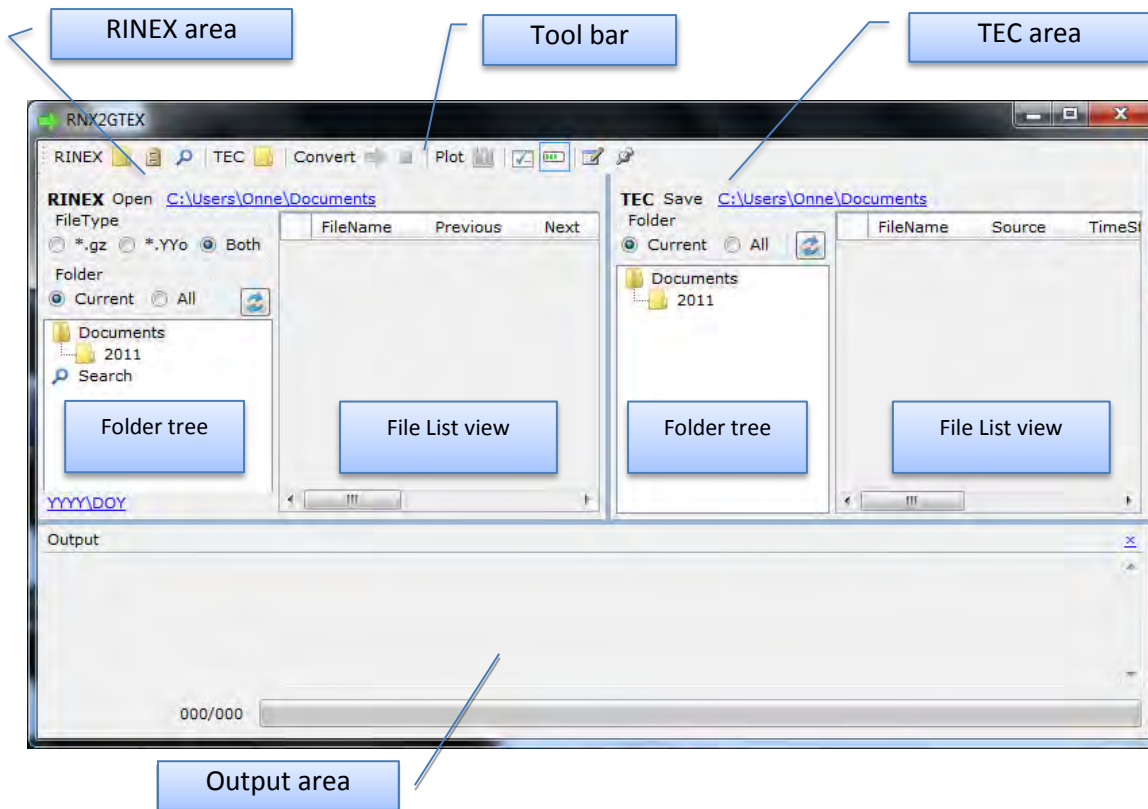 RINEX area
Tool bar
TEC area
RNX2GTEX
RINEX TEC Convert Plot
RINEX Open C:\Users\Onne\Documents
FileType
*.gz *.YYo Both
Folder
Current All
Documents
2011
Search
Folder tree
YYYY\DOY
FileName Previous Next
File List view
TEC Save C:\Users\Onne\Documents
Folder
Current All
Documents
2011
Folder tree
FileName Source TimeSt
File List view
Output
x
000/000
Output area